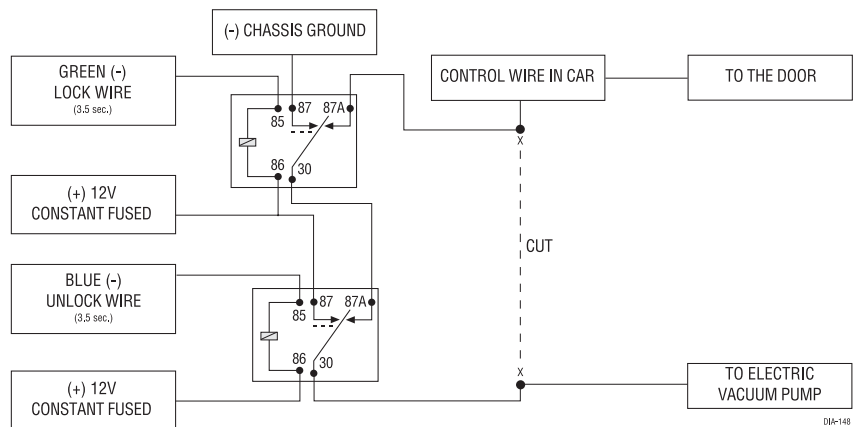 (-) CHASSIS GROUND
GREEN (-)
LOCK WIRE
(3.5 sec.)
CONTROL WIRE IN CAR
TO THE DOOR
87 87A
85
X
86
30
(+) 12V
CONSTANT FUSED
CUT
BLUE (-)
UNLOCK WIRE
(3.5 sec.)
87 87A
85
86
30
X
(+) 12V
CONSTANT FUSED
TO ELECTRIC
VACUUM PUMP
DIA-148